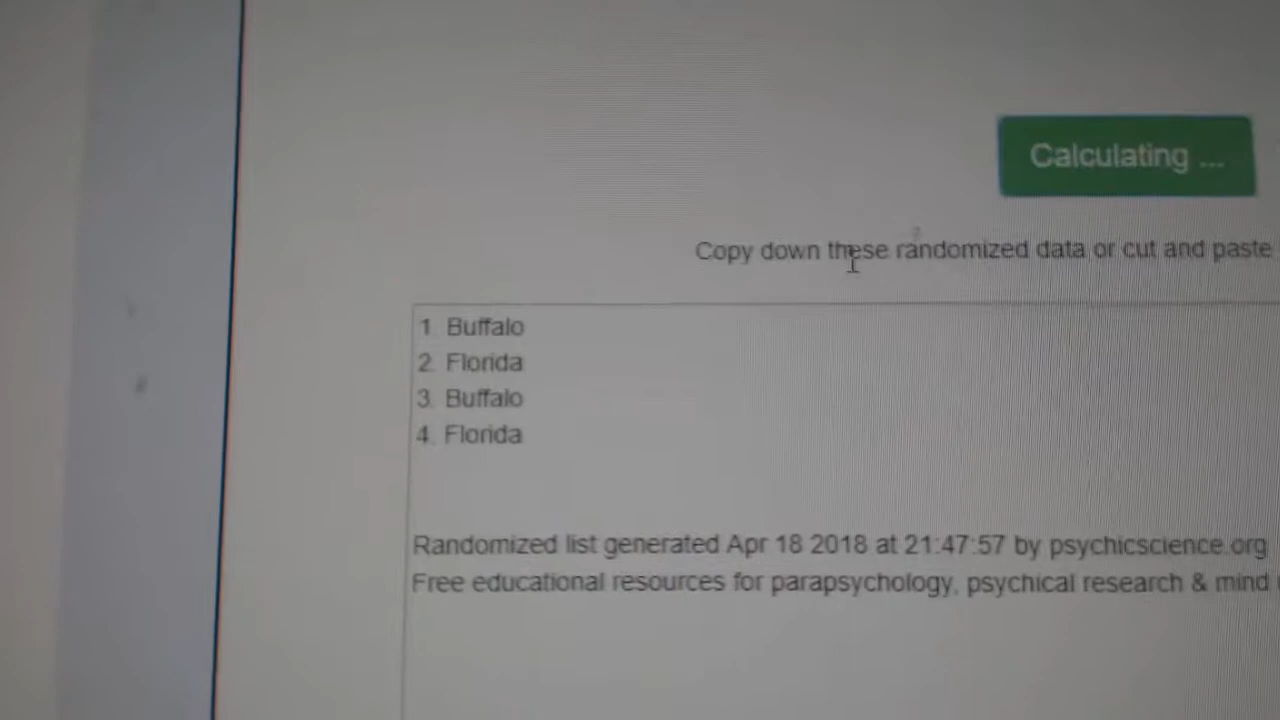 Calculating ...
Copy down these randomized data or cut and paste
1. Buffalo
2. Florida
3. Buffalo
4. Florida
Randomized list generated Apr 18 2018 at 21:47:57 by psychicscience.org
Free educational resources for parapsychology, psychical research & mind